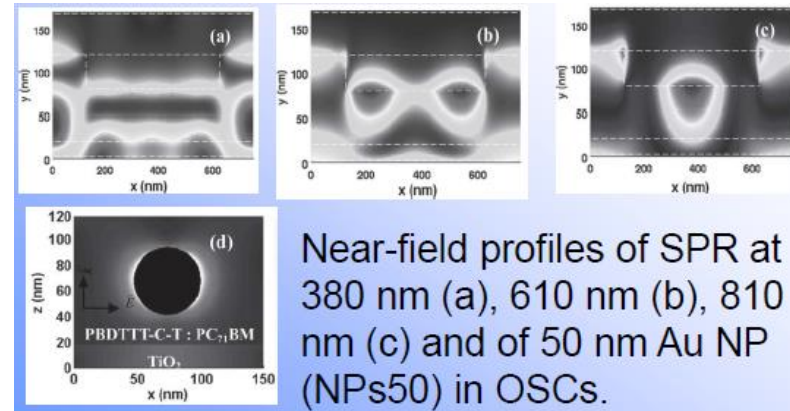 (a)
y (nm)
150
100
50
0
0 200 400 600
x (nm)
(b)
y (nm)
150
100
50
0
200 400 600
x (nm)
(c)
y (nm)
150
100
50
0
0 200 400 600
x (nm)
(d)
z (nm)
120
100
80
60
40
20
0
E
PBDTTT-C-T : PC₇₁BM
TiO₂
0 50 100 150
x (nm)
Near-field profiles of SPR at
380 nm (a), 610 nm (b), 810
nm (c) and of 50 nm Au NP
(NPs50) in OSCs.